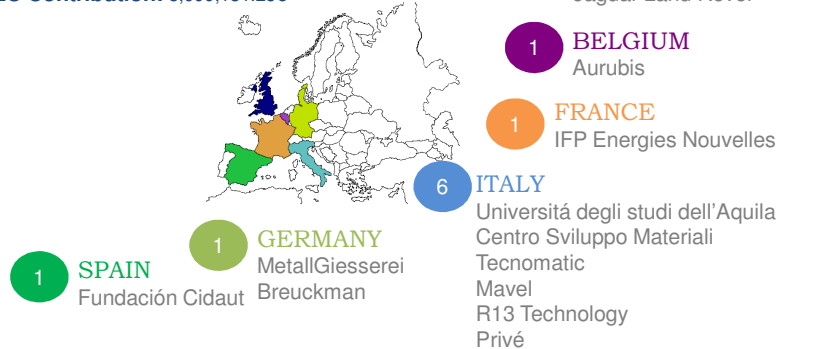 1 BELGIUM
Aurubis
1 FRANCE
IFP Energies Nouvelles
6 ITALY
Universitá degli studi dell'Aquila
Centro Sviluppo Materiali
Tecnomatic
Mavel
R13 Technology
Privé
1 GERMANY
MetallGiesserei
Breuckman
1 SPAIN
Fundación Cidaut